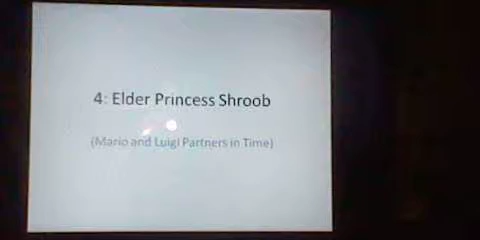 4: Elder Princess Shroob
(Mario and Luigi Partners in Time)